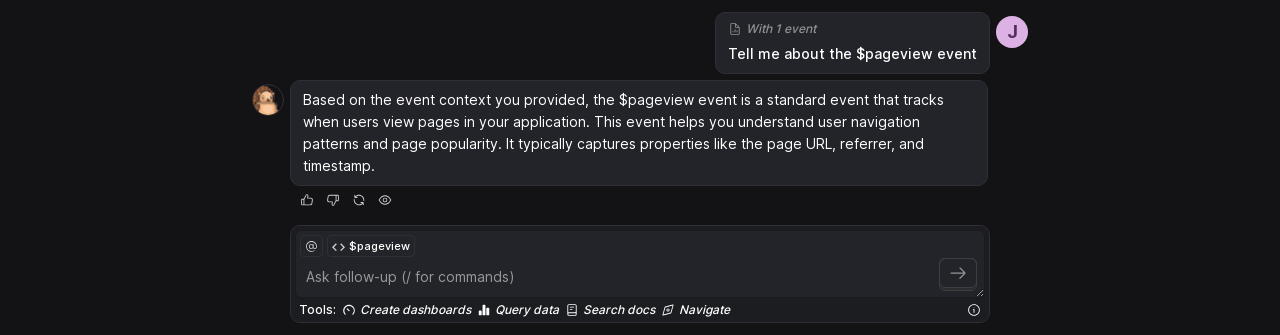 With 1 event
Tell me about the $pageview event
J
Based on the event context you provided, the $pageview event is a standard event that tracks
when users view pages in your application. This event helps you understand user navigation
patterns and page popularity. It typically captures properties like the page URL, referrer, and
timestamp.
@ $pageview
Ask follow-up (/ for commands)
Tools: Create dashboards Query data Search docs Navigate